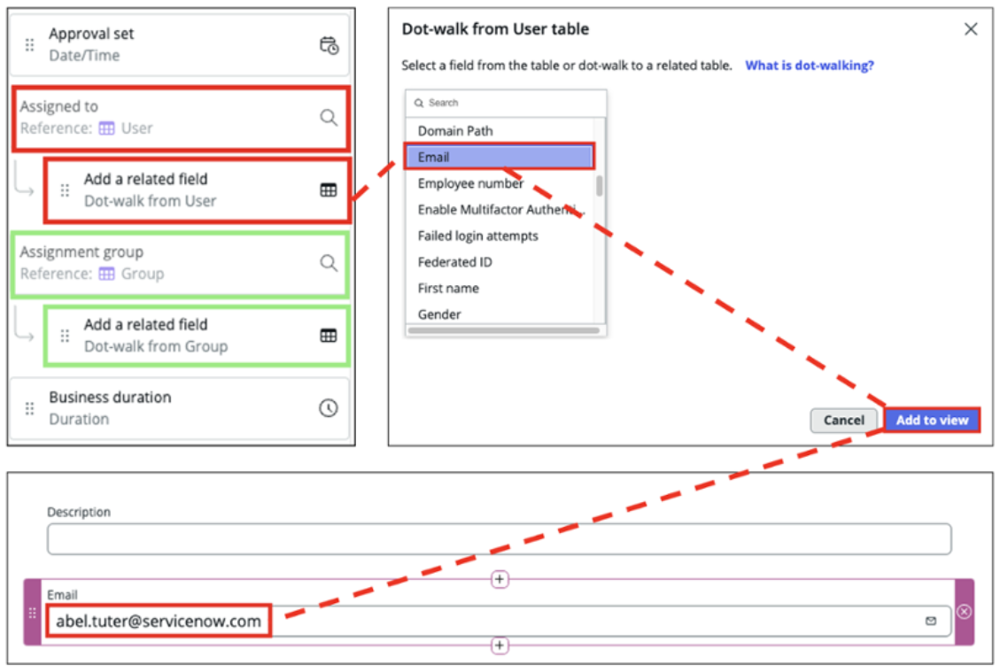 Approval set
Date/Time
Assigned to
Reference: User
Add a related field
Dot-walk from User
Assignment group
Reference: Group
Add a related field
Dot-walk from Group
Business duration
Duration
Dot-walk from User table
Select a field from the table or dot-walk to a related table. What is dot-walking?
Search
Domain Path
Email
Employee number
Enable Multifactor Authenti...
Failed login attempts
Federated ID
First name
Gender
Cancel Add to view
Description
Email
abel.tuter@servicenow.com